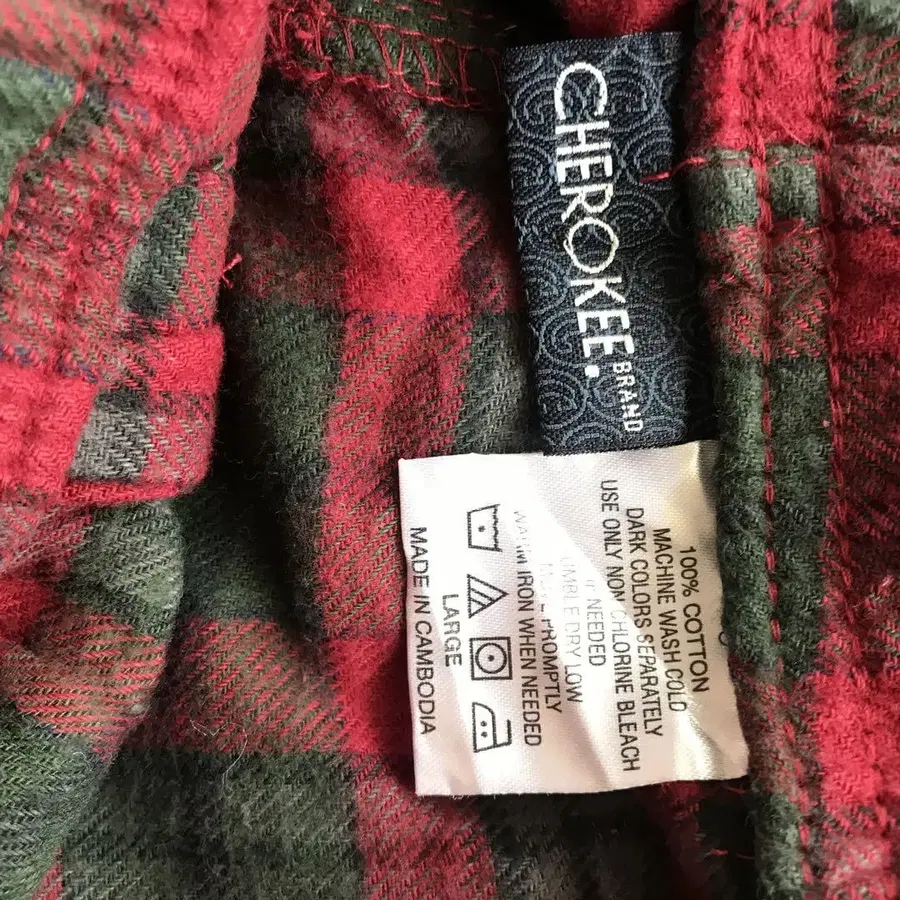 CHEROKEE.
BRAND
100% COTTON
MACHINE WASH COLD
DARK COLORS SEPARATELY
USE ONLY NON CHLORINE BLEACH
NEEDED
TUMBLE DRY LOW
PROMPTLY
WARM IRON WHEN NEEDED
LARGE
MADE IN CAMBODIA